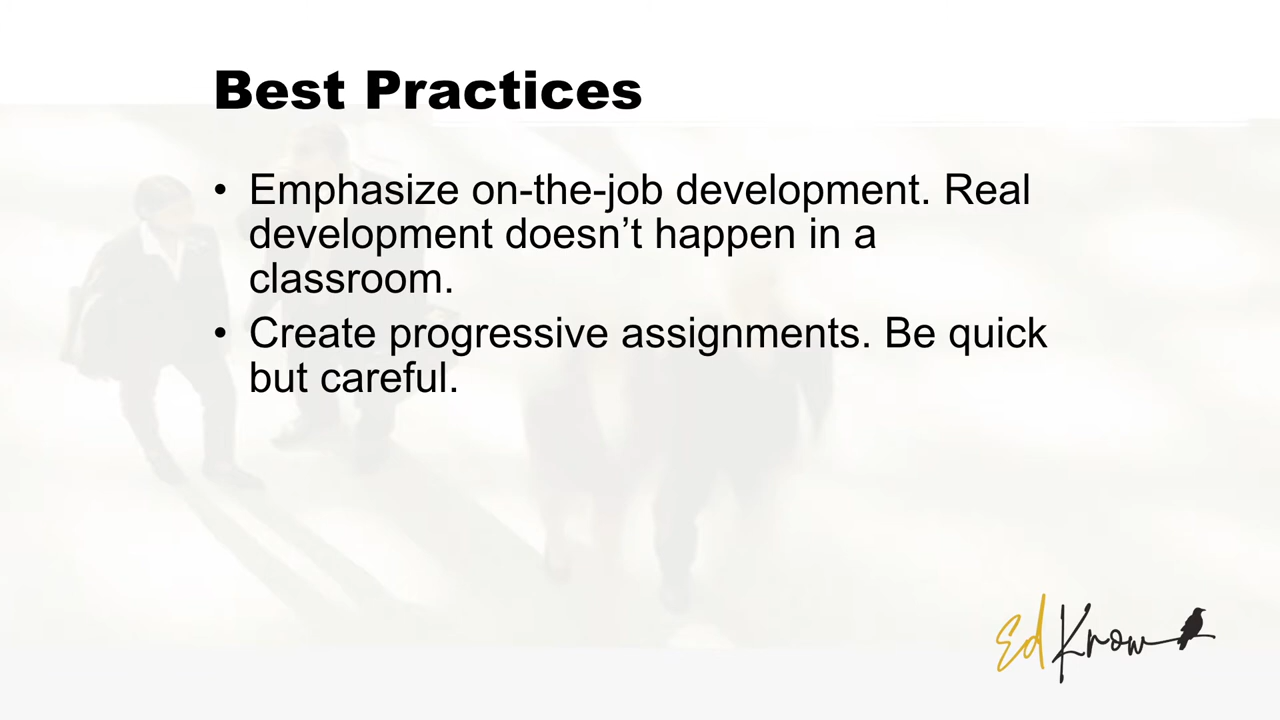 Best Practices
• Emphasize on-the-job development. Real
development doesn’t happen in a
classroom.
• Create progressive assignments. Be quick
but careful.
Ed Know